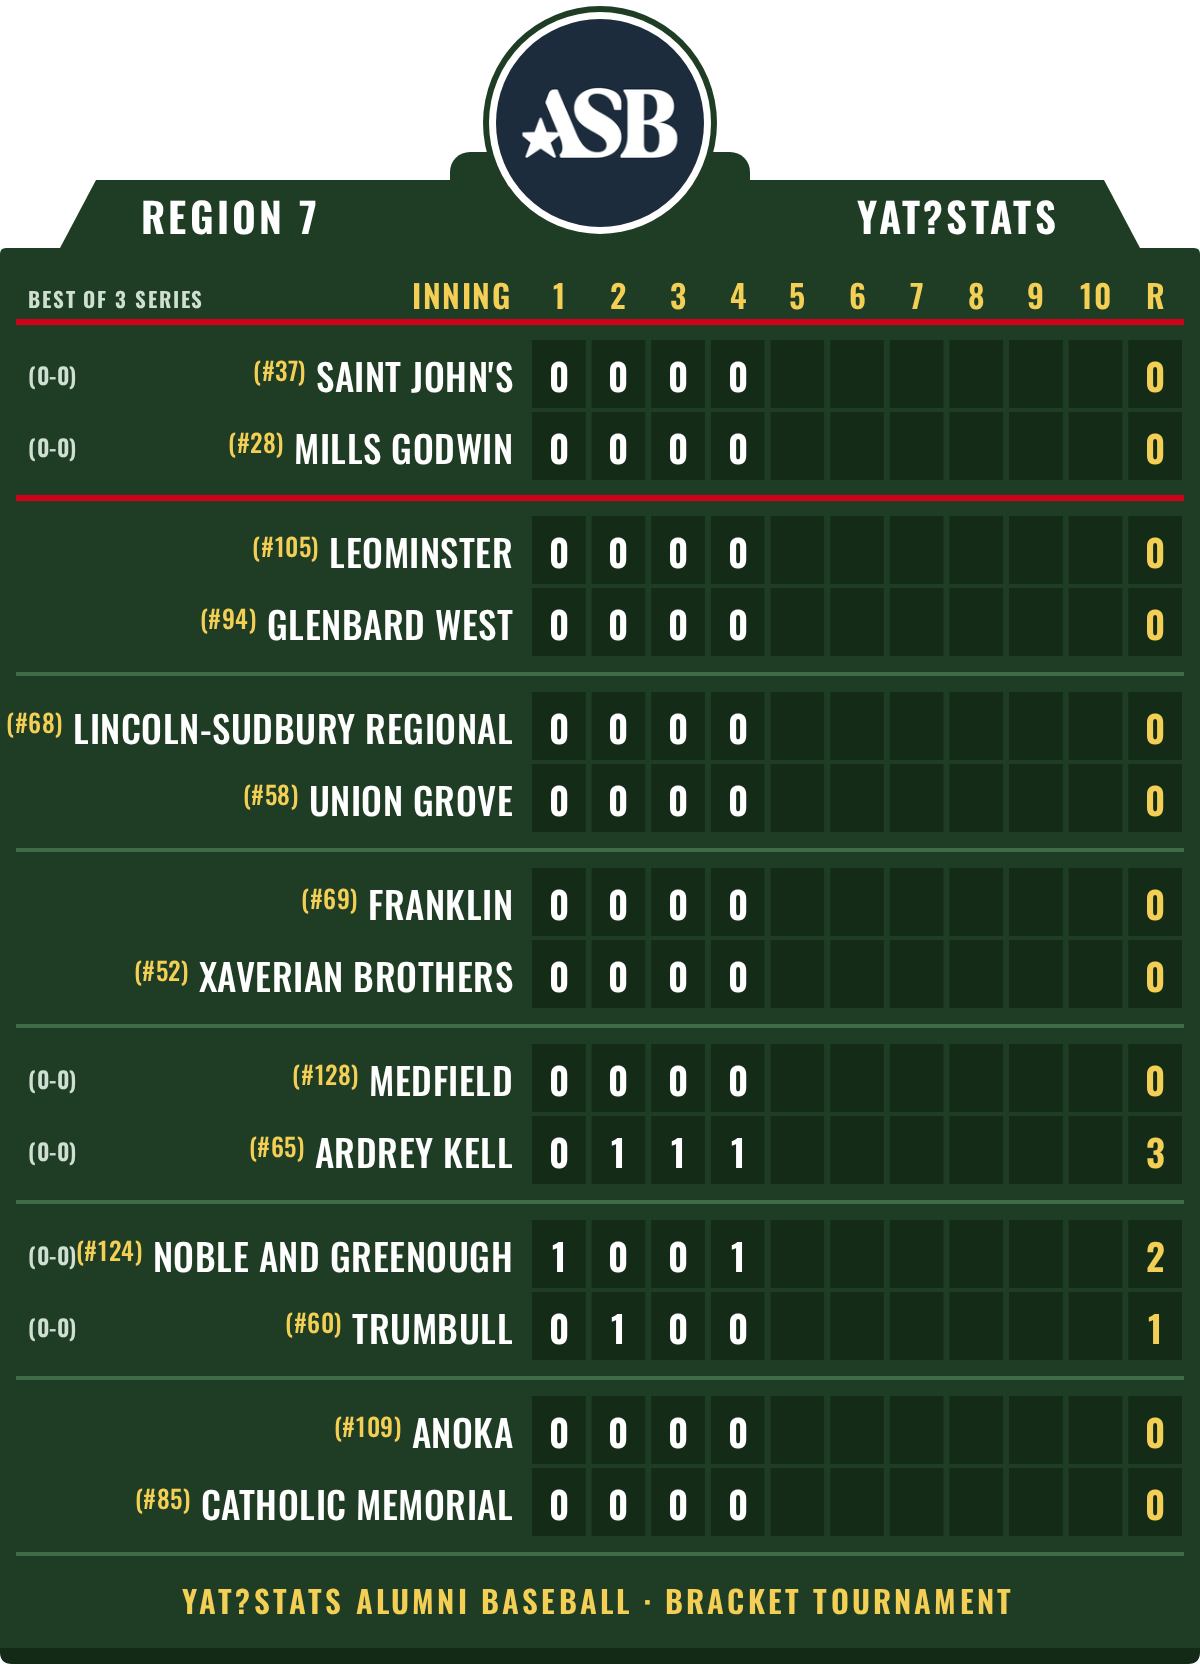 ASB
REGION 7 YAT?STATS
BEST OF 3 SERIES INNING 1 2 3 4 5 6 7 8 9 10 R
(0-0) (#37) SAINT JOHN'S 0 0 0 0 0
(0-0) (#28) MILLS GODWIN 0 0 0 0 0
(#105) LEOMINSTER 0 0 0 0 0
(#94) GLENBARD WEST 0 0 0 0 0
(#68) LINCOLN-SUDBURY REGIONAL 0 0 0 0 0
(#58) UNION GROVE 0 0 0 0 0
(#69) FRANKLIN 0 0 0 0 0
(#52) XAVERIAN BROTHERS 0 0 0 0 0
(0-0) (#128) MEDFIELD 0 0 0 0 0
(0-0) (#65) ARDREY KELL 0 1 1 1 3
(0-0) (#124) NOBLE AND GREENOUGH 1 0 0 1 2
(0-0) (#60) TRUMBULL 0 1 0 0 1
(#109) ANOKA 0 0 0 0 0
(#85) CATHOLIC MEMORIAL 0 0 0 0 0
YAT?STATS ALUMNI BASEBALL · BRACKET TOURNAMENT